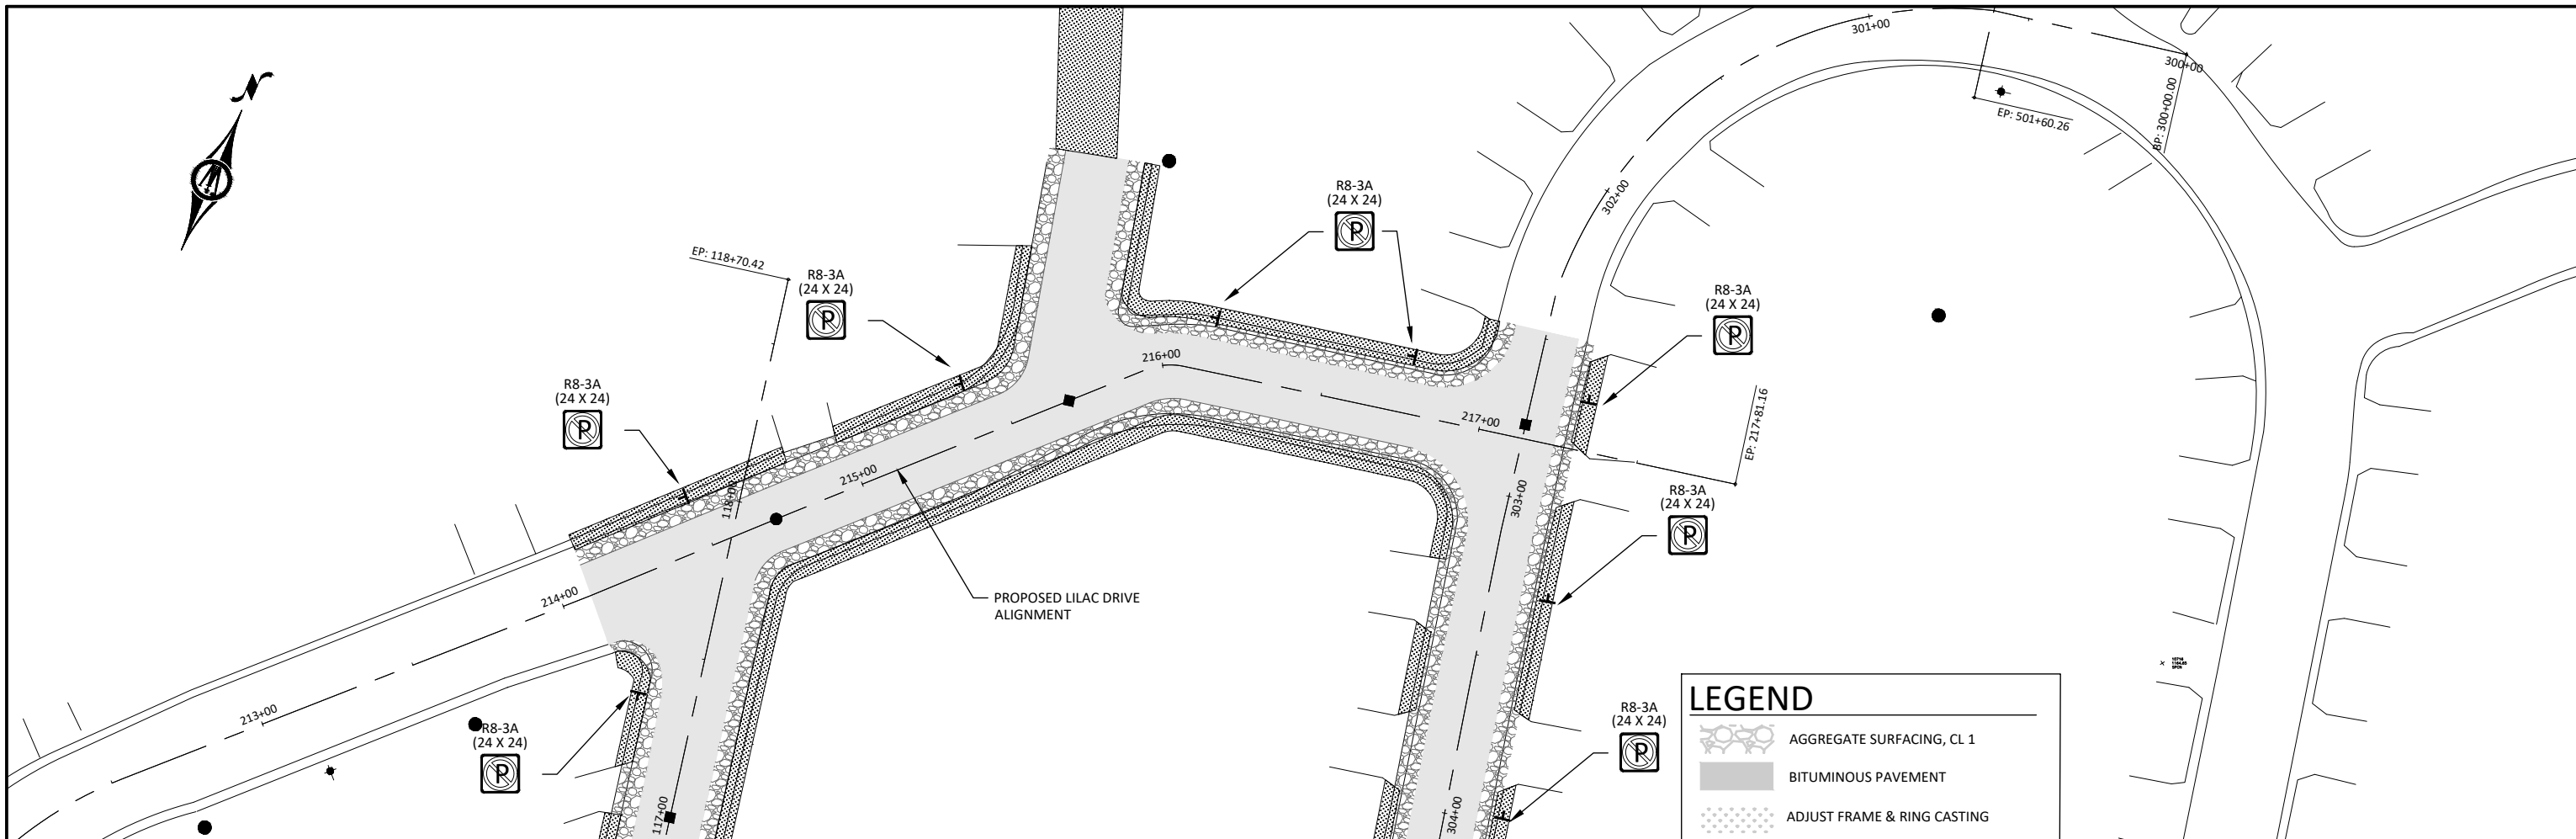 301+00
300+00
EP: 501+60.26
BP: 300+00.00
302+00
R8-3A
(24 X 24)
P
EP: 118+70.42
R8-3A
(24 X 24)
P
R8-3A
(24 X 24)
P
216+00
R8-3A
(24 X 24)
P
217+00
EP: 217+81.16
215+00
118+00
303+00
R8-3A
(24 X 24)
P
214+00
PROPOSED LILAC DRIVE
ALIGNMENT
213+00
R8-3A
(24 X 24)
P
117+00
304+00
R8-3A
(24 X 24)
P
LEGEND
AGGREGATE SURFACING, CL 1
BITUMINOUS PAVEMENT
ADJUST FRAME & RING CASTING